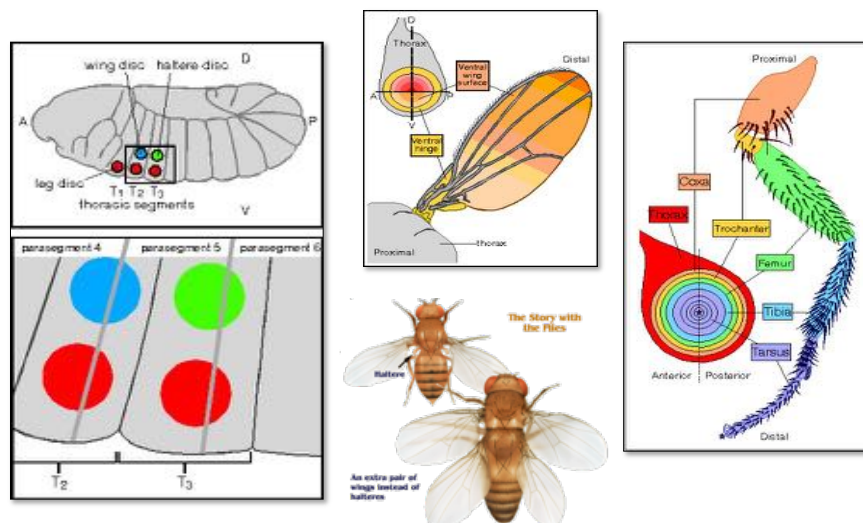 wing disc haltere disc
D
A
P
leg disc
T1 T2 T3
thoracic segments
V
parasegment 4 parasegment 5 parasegment 6
T2 T3
D
Thorax
A
P
V
Ventral
wing
surface
Ventral
hinge
Distal
Proximal
thorax
The Story with
the Flies
Haltere
An extra pair of
wings instead of
halteres
Proximal
Coxa
Thorax
Trochanter
Femur
Tibia
Tarsus
Anterior Posterior
Distal